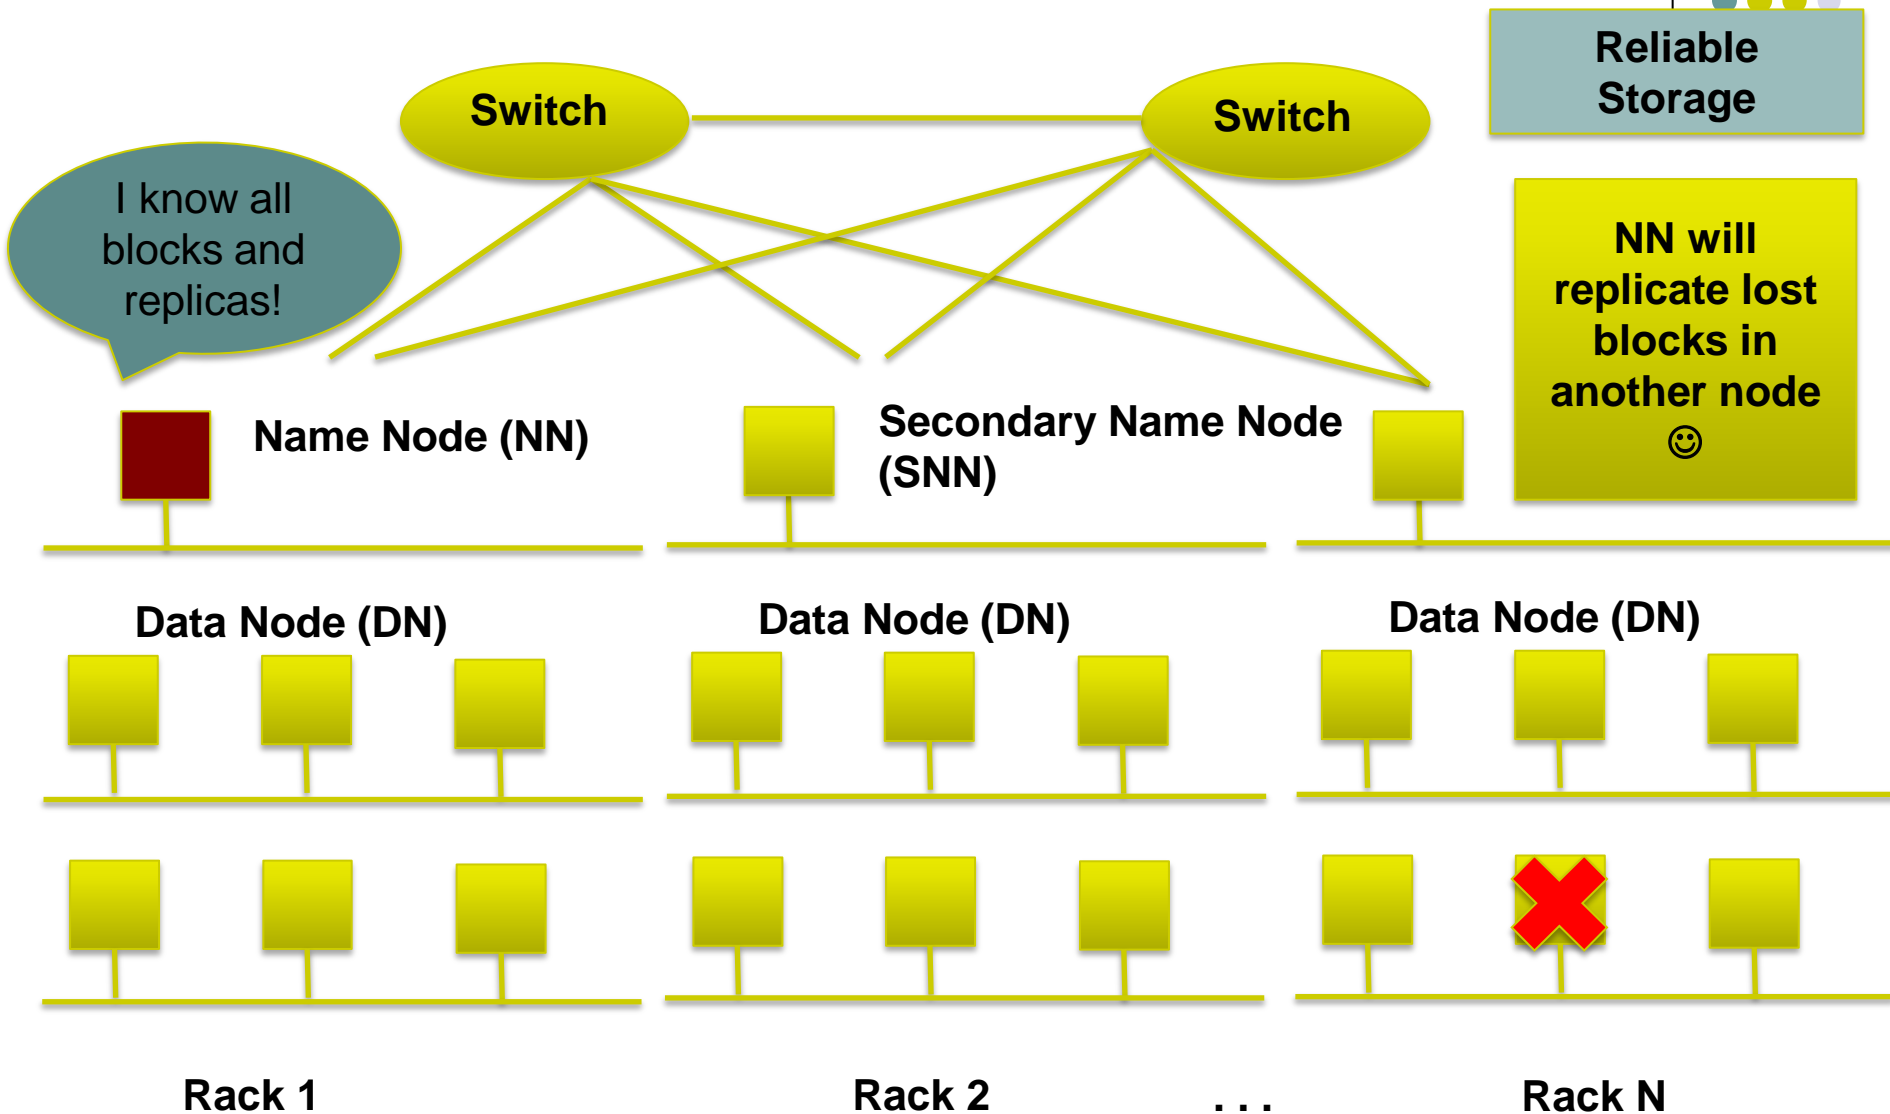 Reliable
Storage
Switch
Switch
I know all
blocks and
replicas!
NN will
replicate lost
blocks in
another node
☺
Name Node (NN)
Secondary Name Node
(SNN)
Data Node (DN)
Data Node (DN)
Data Node (DN)
Rack 1
Rack 2
. . .
Rack N